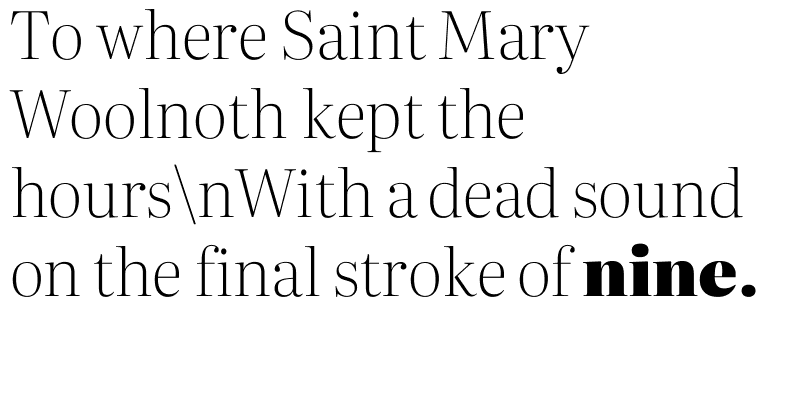 To where Saint Mary
Woolnoth kept the
hours\nWith a dead sound
on the final stroke of nine.